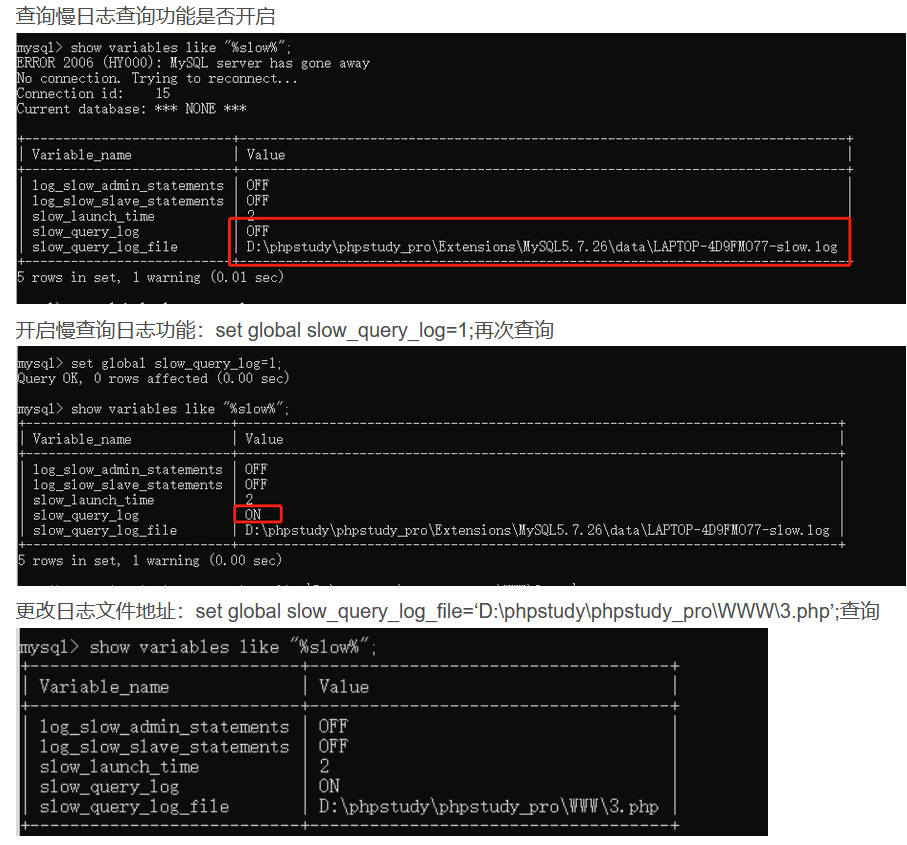 查询慢日志查询功能是否开启
mysql> show variables like "%slow%";
ERROR 2006 (HY000): MySQL server has gone away
No connection. Trying to reconnect...
Connection id:    15
Current database: *** NONE ***
| Variable_name | Value |
| log_slow_admin_statements | OFF |
| log_slow_slave_statements | OFF |
| slow_launch_time | 2 |
| slow_query_log | OFF |
| slow_query_log_file | D:\phpstudy\phpstudy_pro\Extensions\MySQL5.7.26\data\LAPTOP-4D9FMO77-slow.log |
5 rows in set, 1 warning (0.01 sec)
开启慢查询日志功能：set global slow_query_log=1;再次查询
mysql> set global slow_query_log=1;
Query OK, 0 rows affected (0.00 sec)
mysql> show variables like "%slow%";
| Variable_name | Value |
| log_slow_admin_statements | OFF |
| log_slow_slave_statements | OFF |
| slow_launch_time | 2 |
| slow_query_log | ON |
| slow_query_log_file | D:\phpstudy\phpstudy_pro\Extensions\MySQL5.7.26\data\LAPTOP-4D9FMO77-slow.log |
5 rows in set, 1 warning (0.00 sec)
更改日志文件地址：set global slow_query_log_file=‘D:\phpstudy\phpstudy_pro\WWW\3.php’;查询
mysql> show variables like "%slow%";
| Variable_name | Value |
| log_slow_admin_statements | OFF |
| log_slow_slave_statements | OFF |
| slow_launch_time | 2 |
| slow_query_log | ON |
| slow_query_log_file | D:\phpstudy\phpstudy_pro\WWW\3.php |